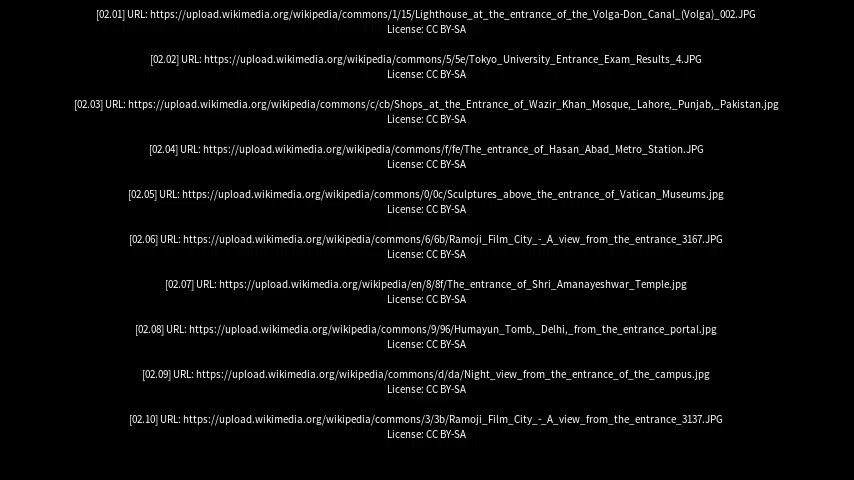 [02.01] URL: https://upload.wikimedia.org/wikipedia/commons/1/15/Lighthouse_at_the_entrance_of_the_Volga-Don_Canal_(Volga)_002.JPG
License: CC BY-SA
[02.02] URL: https://upload.wikimedia.org/wikipedia/commons/5/5e/Tokyo_University_Entrance_Exam_Results_4.JPG
License: CC BY-SA
[02.03] URL: https://upload.wikimedia.org/wikipedia/commons/c/cb/Shops_at_the_Entrance_of_Wazir_Khan_Mosque,_Lahore,_Punjab,_Pakistan.jpg
License: CC BY-SA
[02.04] URL: https://upload.wikimedia.org/wikipedia/commons/f/fe/The_entrance_of_Hasan_Abad_Metro_Station.JPG
License: CC BY-SA
[02.05] URL: https://upload.wikimedia.org/wikipedia/commons/0/0c/Sculptures_above_the_entrance_of_Vatican_Museums.jpg
License: CC BY-SA
[02.06] URL: https://upload.wikimedia.org/wikipedia/commons/6/6b/Ramoji_Film_City_-_A_view_from_the_entrance_3167.JPG
License: CC BY-SA
[02.07] URL: https://upload.wikimedia.org/wikipedia/en/8/8f/The_entrance_of_Shri_Amanayeshwar_Temple.jpg
License: CC BY-SA
[02.08] URL: https://upload.wikimedia.org/wikipedia/commons/9/96/Humayun_Tomb,_Delhi,_from_the_entrance_portal.jpg
License: CC BY-SA
[02.09] URL: https://upload.wikimedia.org/wikipedia/commons/d/da/Night_view_from_the_entrance_of_the_campus.jpg
License: CC BY-SA
[02.10] URL: https://upload.wikimedia.org/wikipedia/commons/3/3b/Ramoji_Film_City_-_A_view_from_the_entrance_3137.JPG
License: CC BY-SA